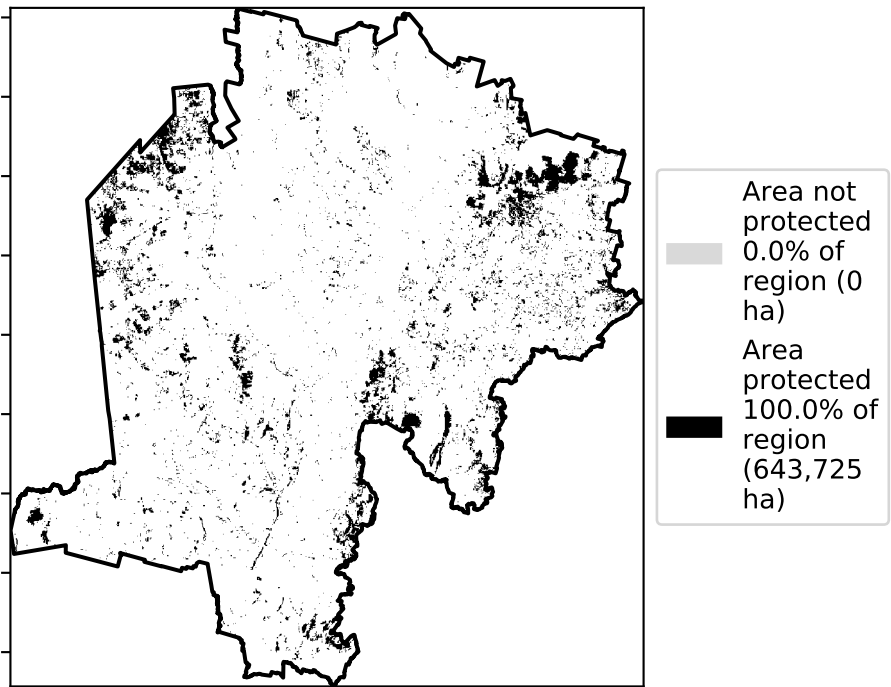 Area not
protected
0.0% of
region (0
ha)
Area
protected
100.0% of
region
(643,725
ha)